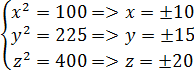 x² = 100 => x = ±10
y² = 225 => y = ±15
z² = 400 => z = ±20